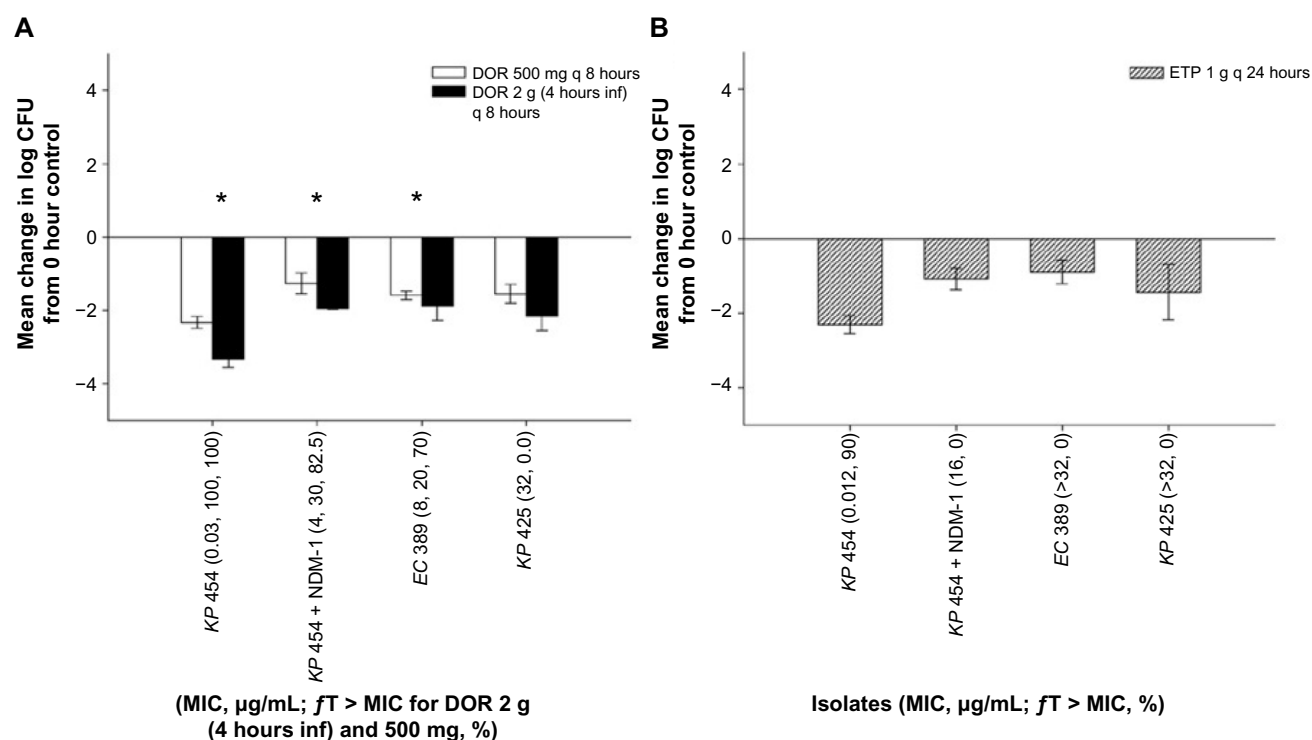 A
DOR 500 mg q 8 hours
DOR 2 g (4 hours inf)
q 8 hours
Mean change in log CFU
from 0 hour control
4
2
0
−2
−4
*
*
*
KP 454 (0.03, 100, 100)
KP 454 + NDM-1 (4, 30, 82.5)
EC 389 (8, 20, 70)
KP 425 (32, 0.0)
(MIC, µg/mL; ƒT > MIC for DOR 2 g
(4 hours inf) and 500 mg, %)
B
ETP 1 g q 24 hours
Mean change in log CFU
from 0 hour control
4
2
0
−2
−4
KP 454 (0.012, 90)
KP 454 + NDM-1 (16, 0)
EC 389 (>32, 0)
KP 425 (>32, 0)
Isolates (MIC, µg/mL; ƒT > MIC, %)